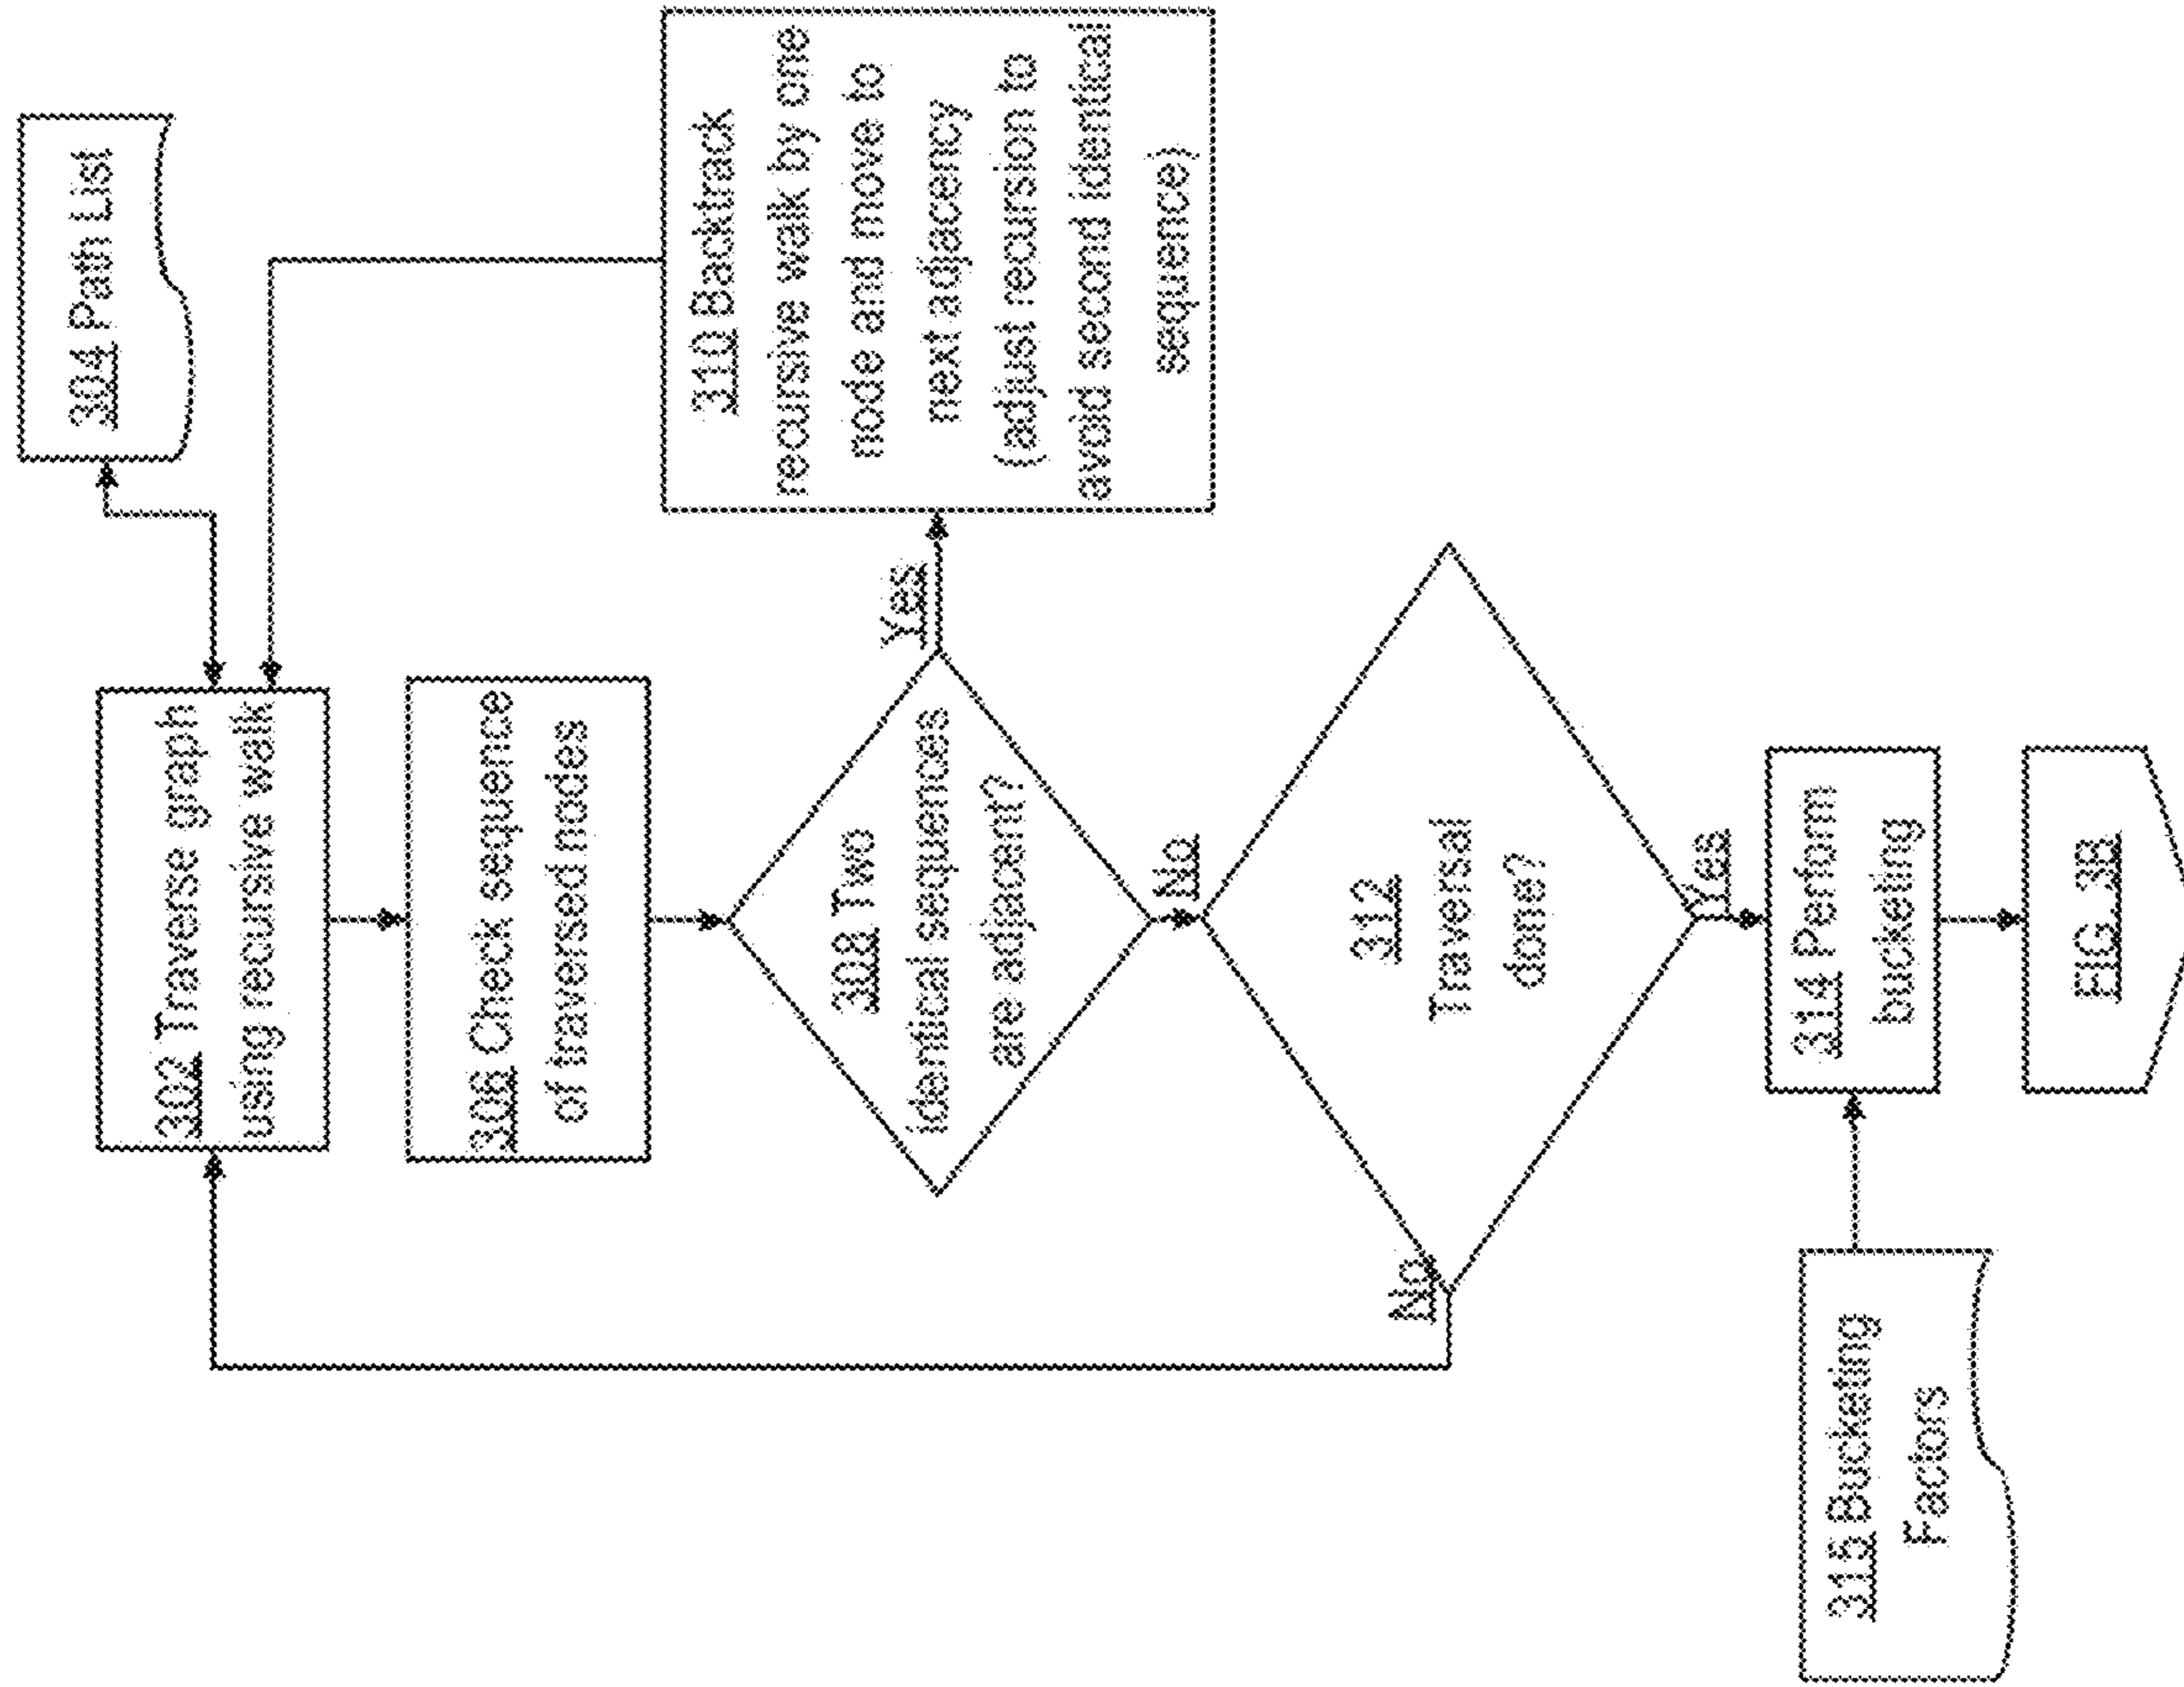 304 Path List
302 Traverse graph
using recursive walk
306 Check sequence
of traversed nodes
308 Two
identical sequences
are adjacent?
Yes
310 Backtrack
recursive walk by one
node and move to
next adjacency
(adjust recursion to
avoid second identical
sequence)
No
312
Traversal
done?
No
Yes
314 Perform
bucketing
315 Bucketing
Factors
FIG. 3B